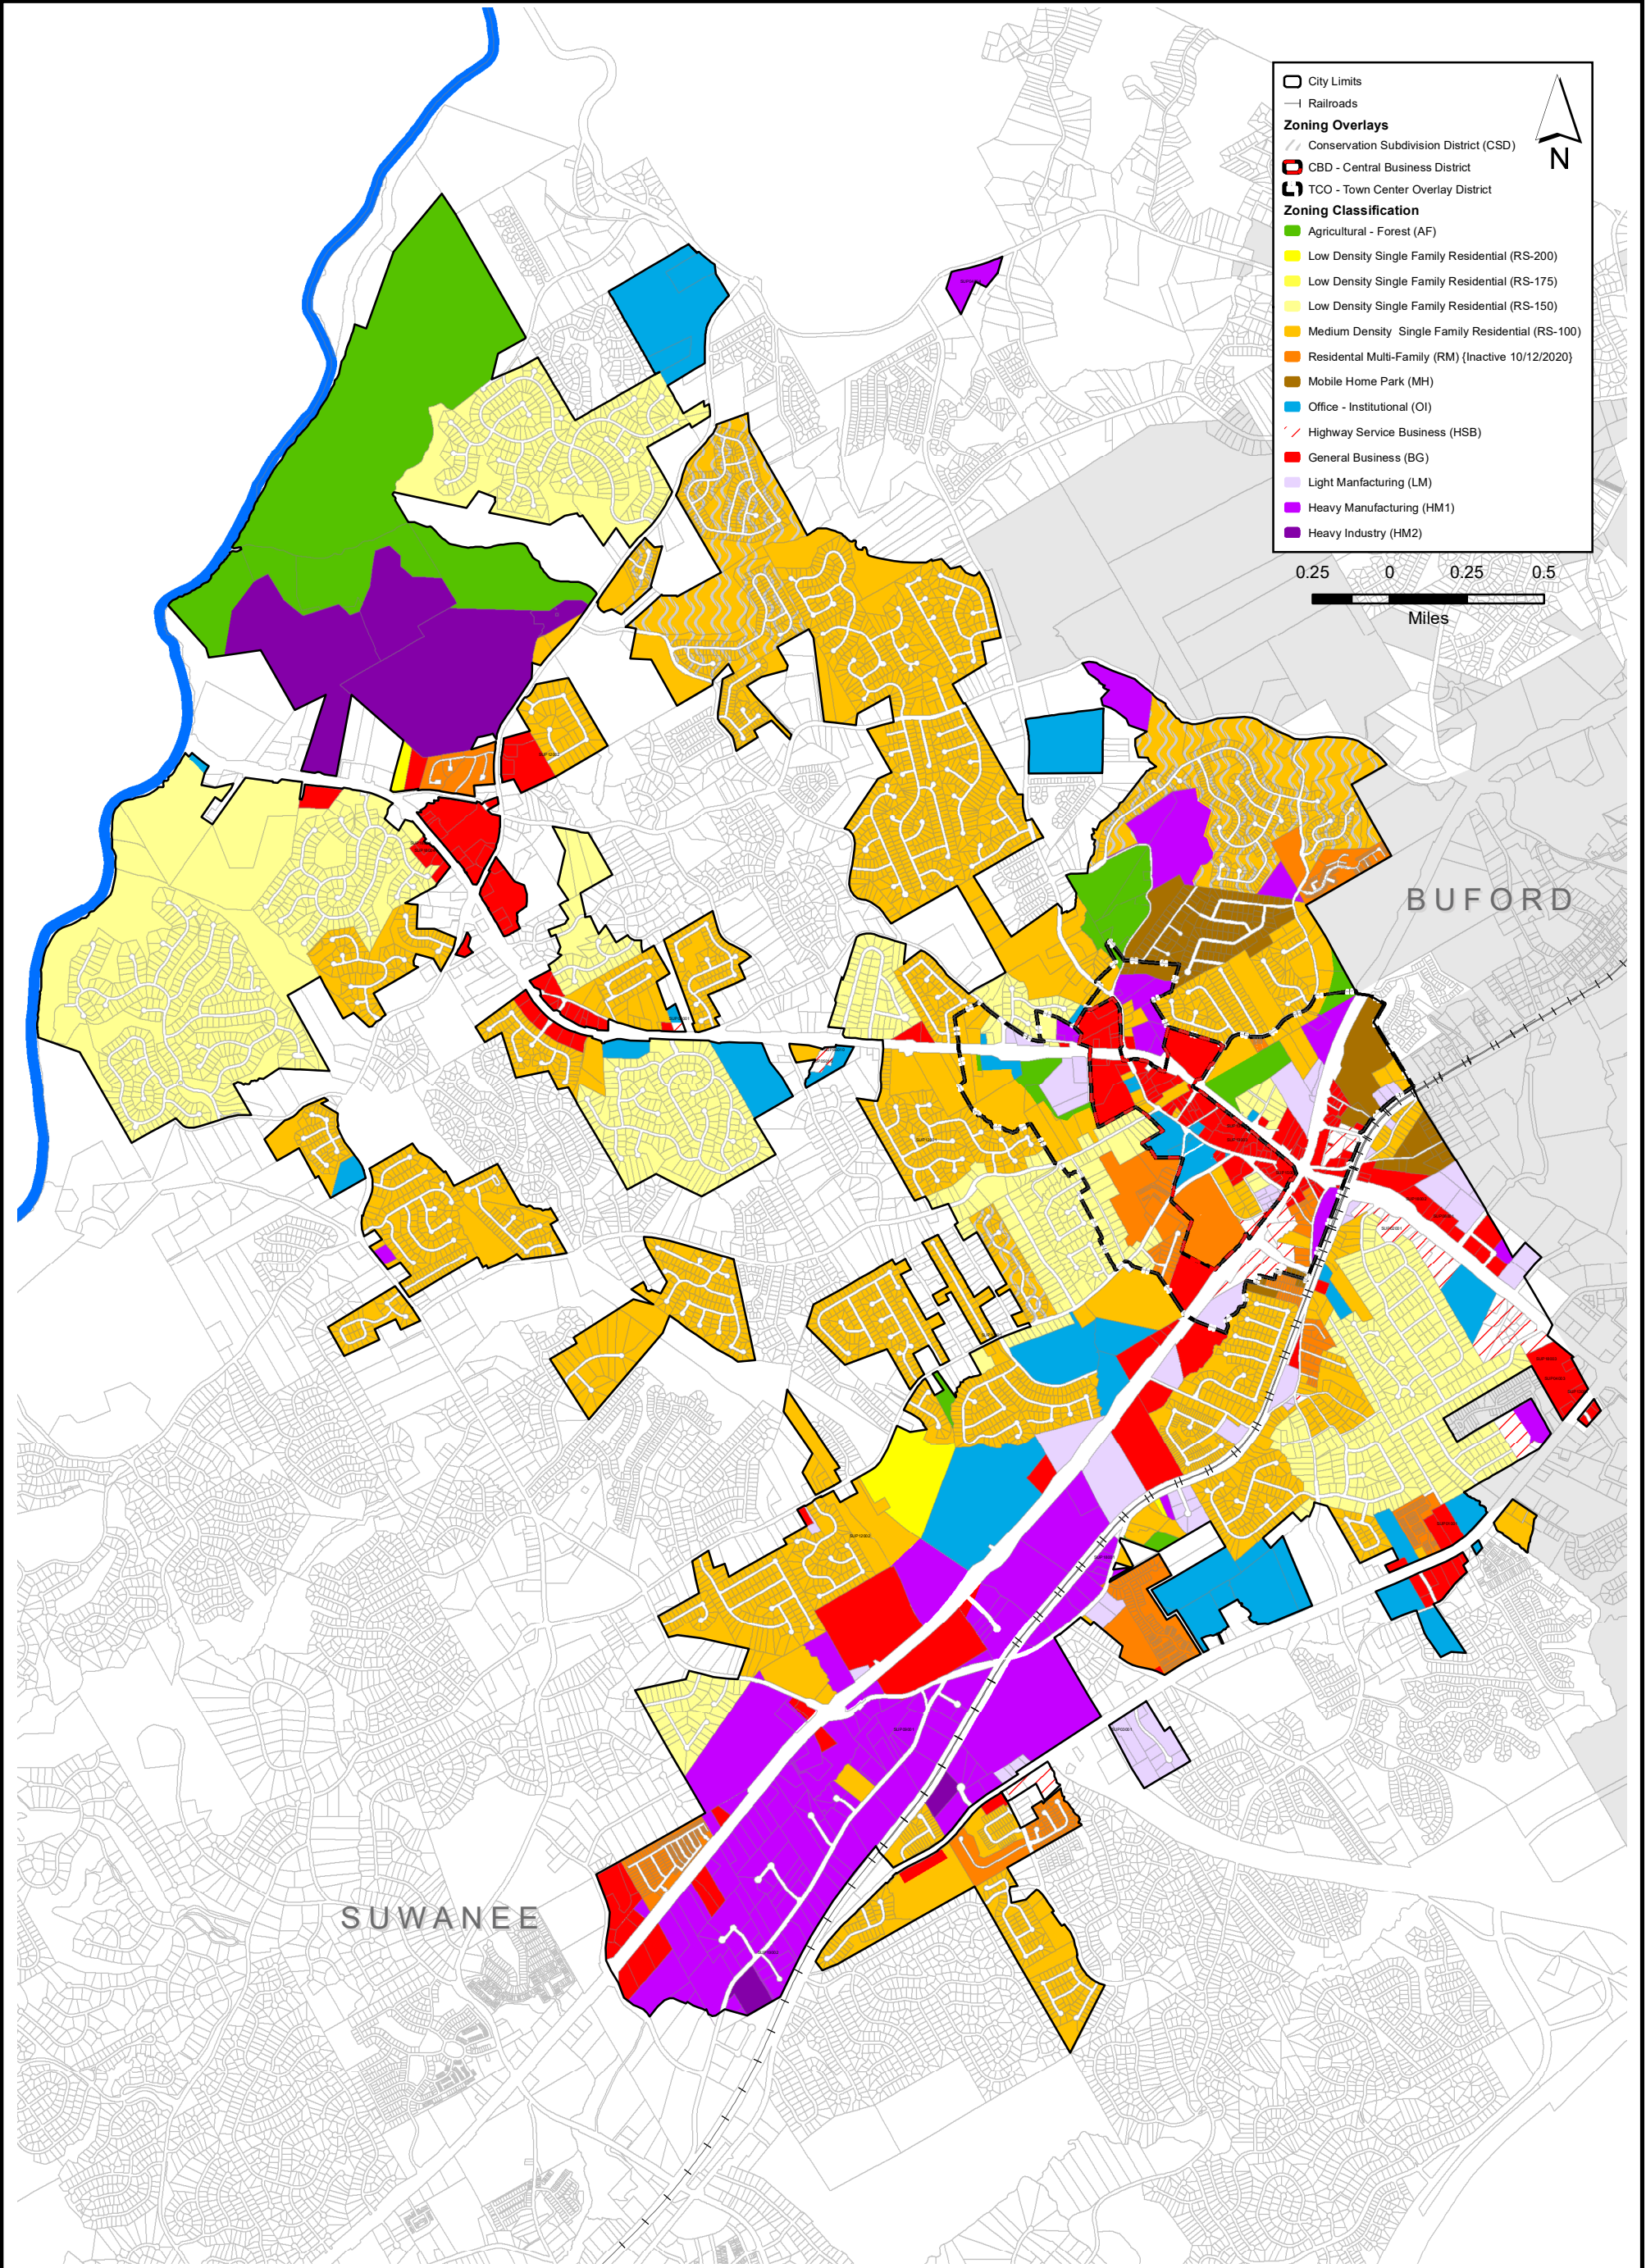 City Limits
Railroads
N
Zoning Overlays
Conservation Subdivision District (CSD)
CBD - Central Business District
TCO - Town Center Overlay District
Zoning Classification
Agricultural - Forest (AF)
Low Density Single Family Residential (RS-200)
Low Density Single Family Residential (RS-175)
Low Density Single Family Residential (RS-150)
Medium Density Single Family Residential (RS-100)
Residental Multi-Family (RM) {Inactive 10/12/2020}
Mobile Home Park (MH)
Office - Institutional (OI)
Highway Service Business (HSB)
General Business (BG)
Light Manfacturing (LM)
Heavy Manufacturing (HM1)
Heavy Industry (HM2)
0.25 0 0.25 0.5
Miles
BUFORD
SUWANEE